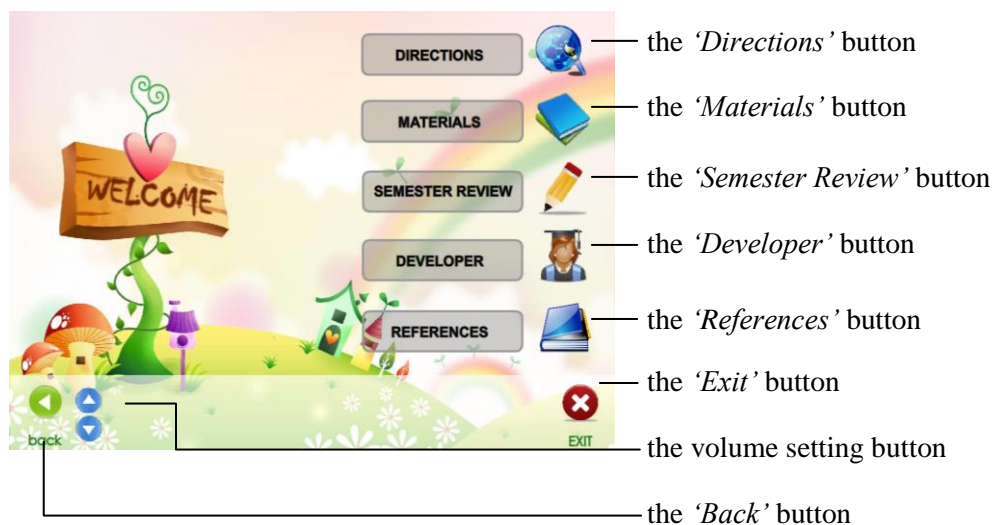 DIRECTIONS
the ‘Directions’ button
MATERIALS
the ‘Materials’ button
WELCOME
SEMESTER REVIEW
the ‘Semester Review’ button
DEVELOPER
the ‘Developer’ button
REFERENCES
the ‘References’ button
the ‘Exit’ button
back
EXIT
the volume setting button
the ‘Back’ button